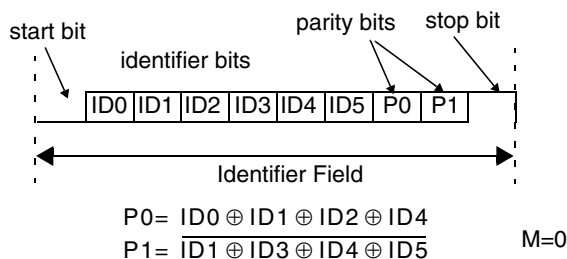 start bit
parity bits
stop bit
identifier bits
ID0 ID1 ID2 ID3 ID4 ID5 P0 P1
Identifier Field
P0= ID0 ⊕ ID1 ⊕ ID2 ⊕ ID4
P1= ID1 ⊕ ID3 ⊕ ID4 ⊕ ID5
M=0